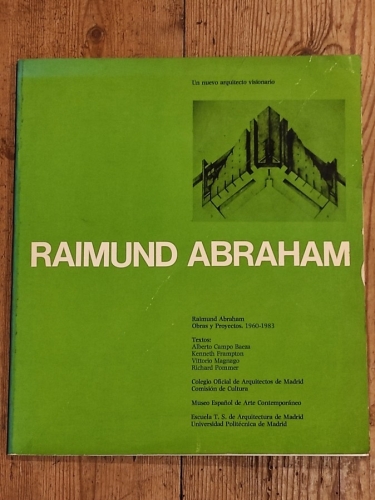 Un nuevo arquitecto visionario
RAIMUND ABRAHAM
Raimund Abraham
Obras y Proyectos. 1960-1983
Textos:
Alberto Campo Baeza
Kenneth Frampton
Vittorio Magnago
Richard Pommer
Colegio Oficial de Arquitectos de Madrid
Comisión de Cultura
Museo Español de Arte Contemporáneo
Escuela T. S. de Arquitectura de Madrid
Universidad Politécnica de Madrid